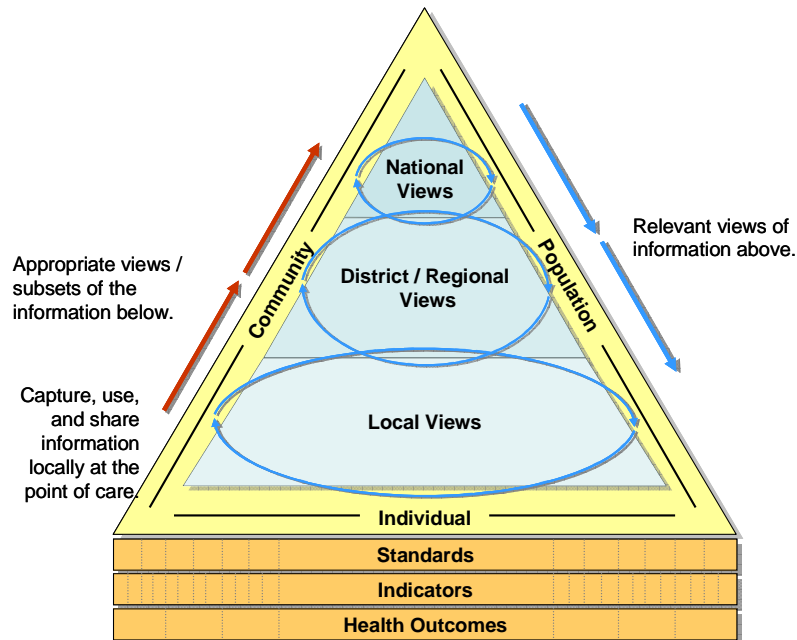 National
Views
Community
Population
Relevant views of
information above.
Appropriate views /
subsets of the
information below.
District / Regional
Views
Capture, use,
and share
information
locally at the
point of care.
Local Views
Individual
Standards
Indicators
Health Outcomes